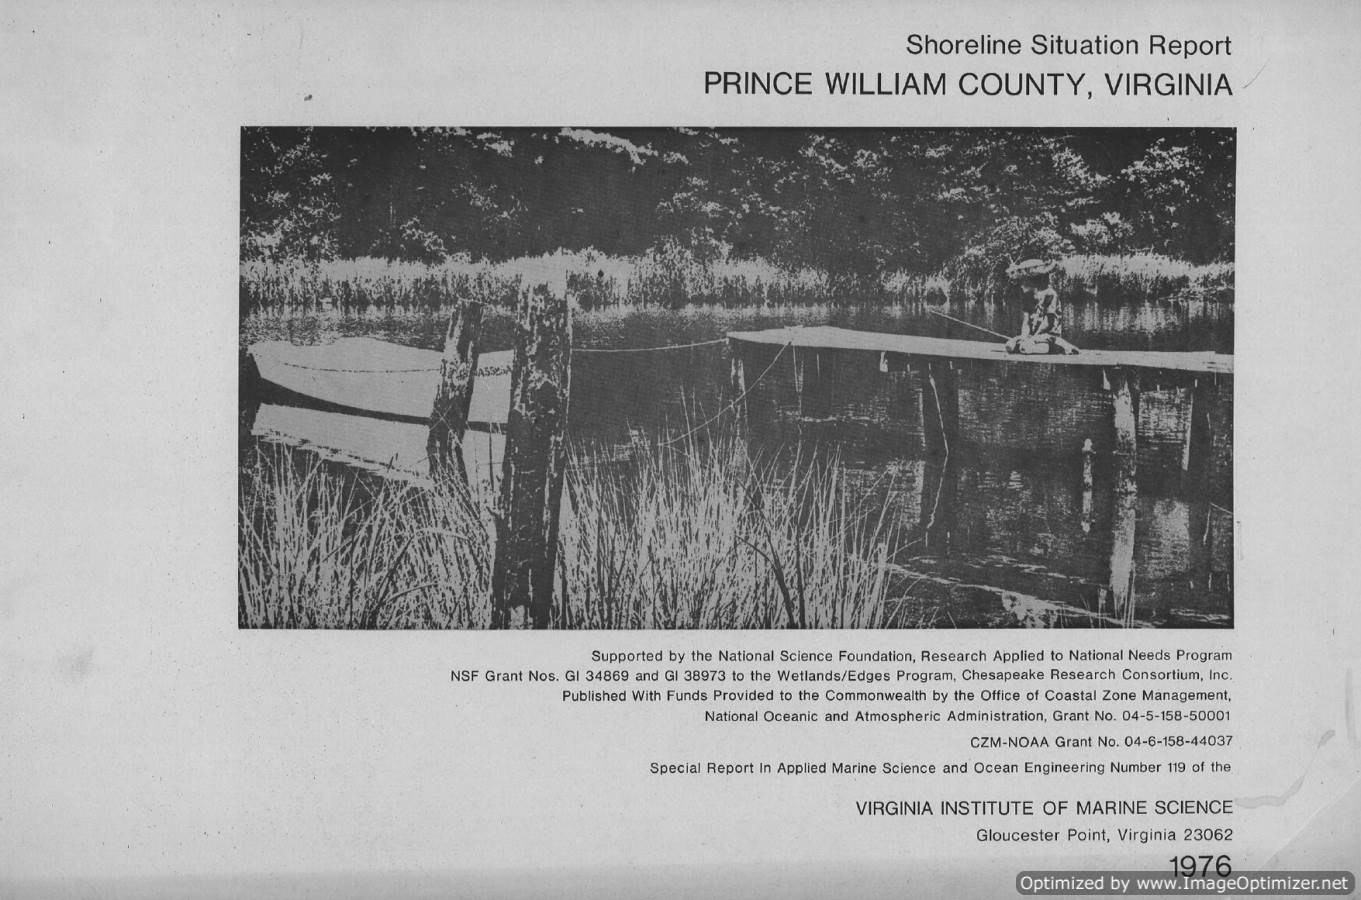 Shoreline Situation Report
PRINCE WILLIAM COUNTY, VIRGINIA
Supported by the National Science Foundation, Research Applied to National Needs Program
NSF Grant Nos. GI 34869 and GI 38973 to the Wetlands/Edges Program, Chesapeake Research Consortium, Inc.
Published With Funds Provided to the Commonwealth by the Office of Coastal Zone Management,
National Oceanic and Atmospheric Administration, Grant No. 04-5-158-50001
CZM-NOAA Grant No. 04-6-158-44037
Special Report In Applied Marine Science and Ocean Engineering Number 119 of the
VIRGINIA INSTITUTE OF MARINE SCIENCE
Gloucester Point, Virginia 23062
1976
Optimized by www.ImageOptimizer.net